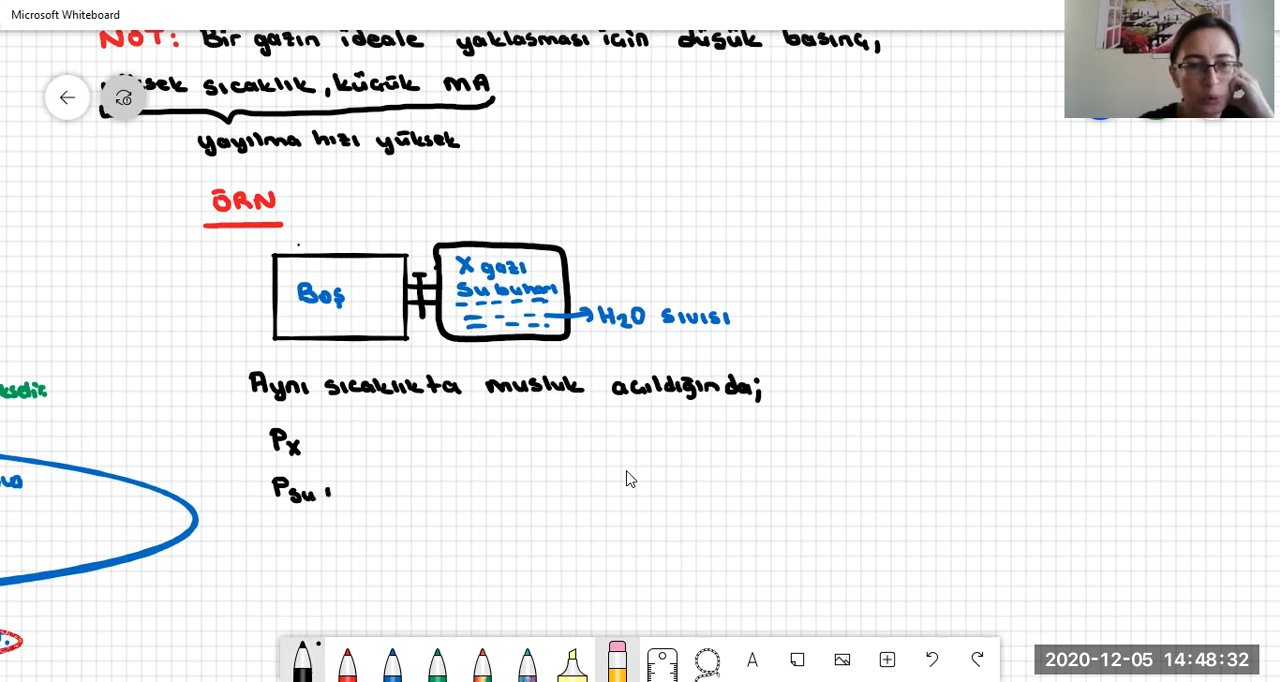 Microsoft Whiteboard
NOT: Bir gazın ideale yaklaşması için düşük basınç,
sıcaklık, küçük MA
yayılma hızı yüksek
ÖRN
Boş
X gazı
Su buharı
H2O sıvısı
Aynı sıcaklıkta musluk açıldığında;
Px
Psu
A
2020-12-05 14:48:32